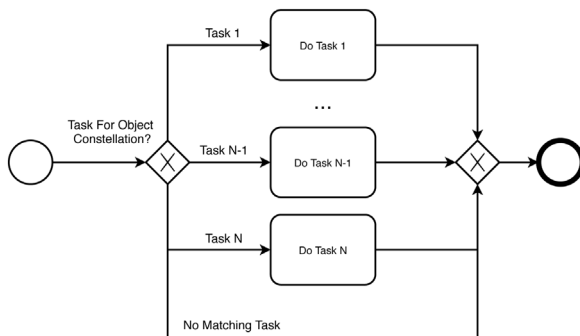 Task 1
Do Task 1
...
Task For Object
Constellation?
X
Task N-1
Do Task N-1
X
Task N
Do Task N
No Matching Task